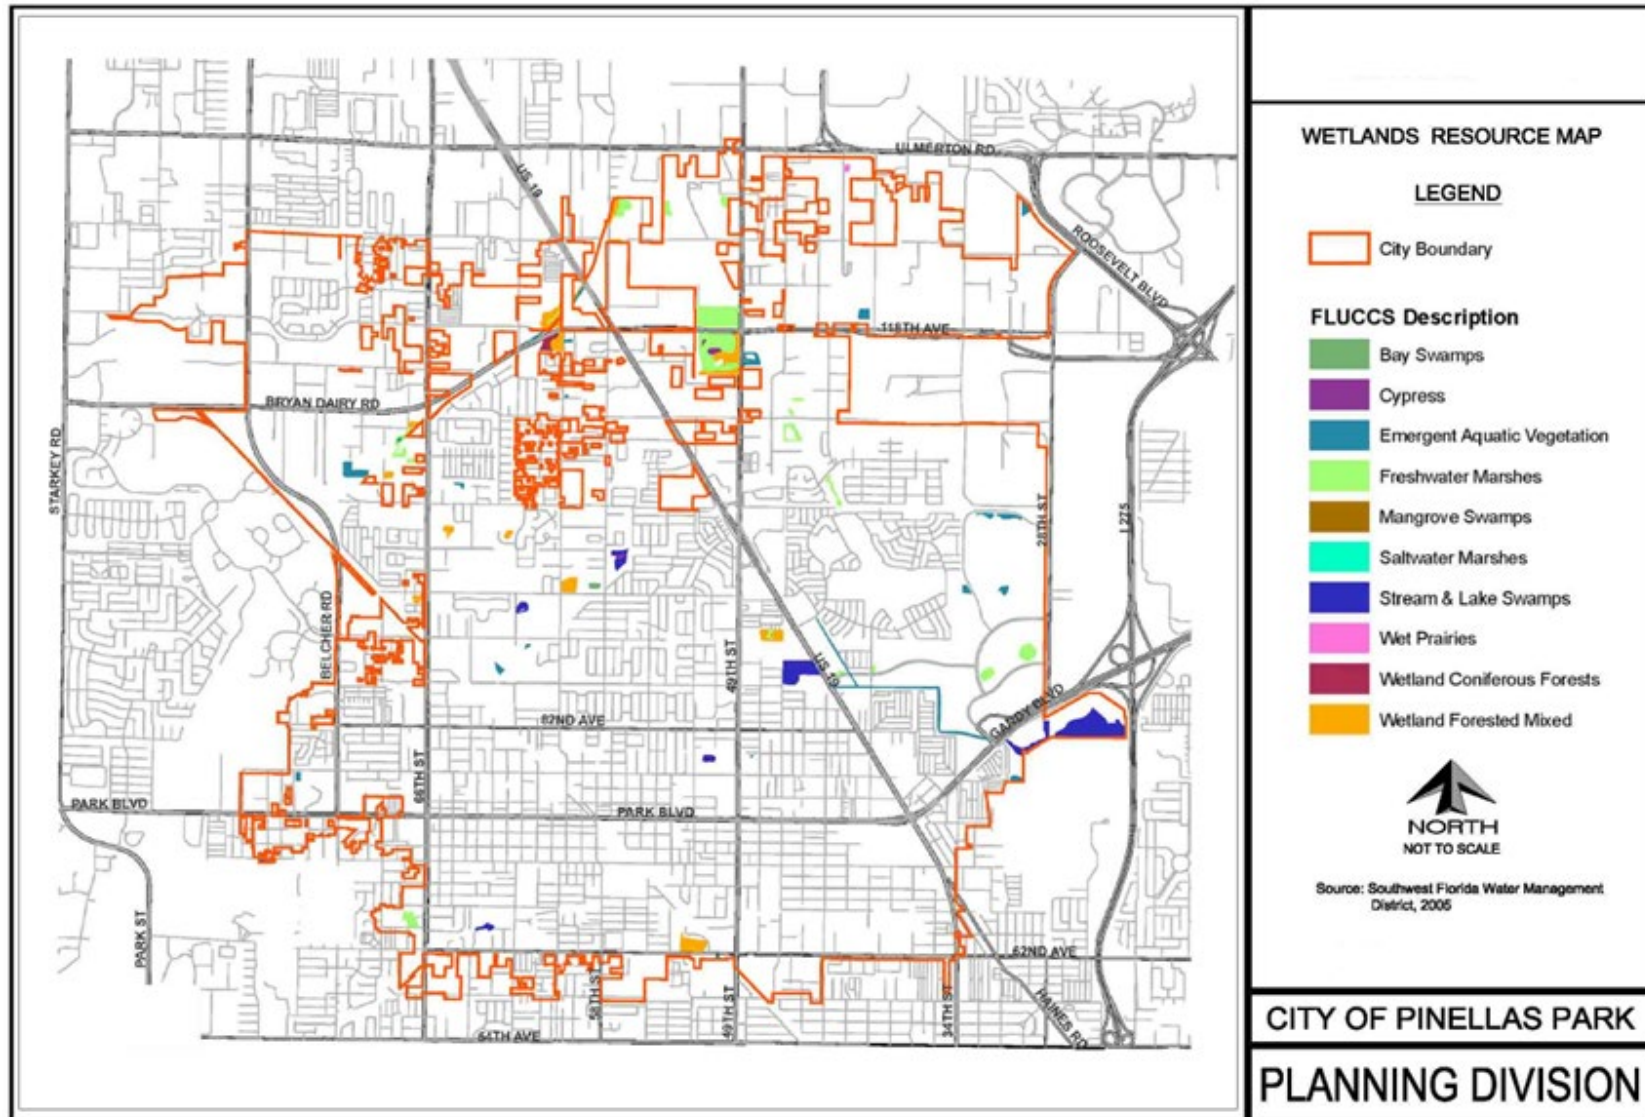 ULMERTON RD
US 19
ROOSEVELT BLVD
118TH AVE
BRYAN DAIRY RD
STARKEY RD
28TH ST
I 275
BELCHER RD
49TH ST
US 19
GANDY BLVD
82ND AVE
66TH ST
PARK BLVD
PARK BLVD
PARK ST
62ND AVE
58TH ST
49TH ST
34TH ST
HAINES RD
54TH AVE
WETLANDS RESOURCE MAP
LEGEND
City Boundary
FLUCCS Description
Bay Swamps
Cypress
Emergent Aquatic Vegetation
Freshwater Marshes
Mangrove Swamps
Saltwater Marshes
Stream & Lake Swamps
Wet Prairies
Wetland Coniferous Forests
Wetland Forested Mixed
NORTH
NOT TO SCALE
Source: Southwest Florida Water Management
District, 2005
CITY OF PINELLAS PARK
PLANNING DIVISION